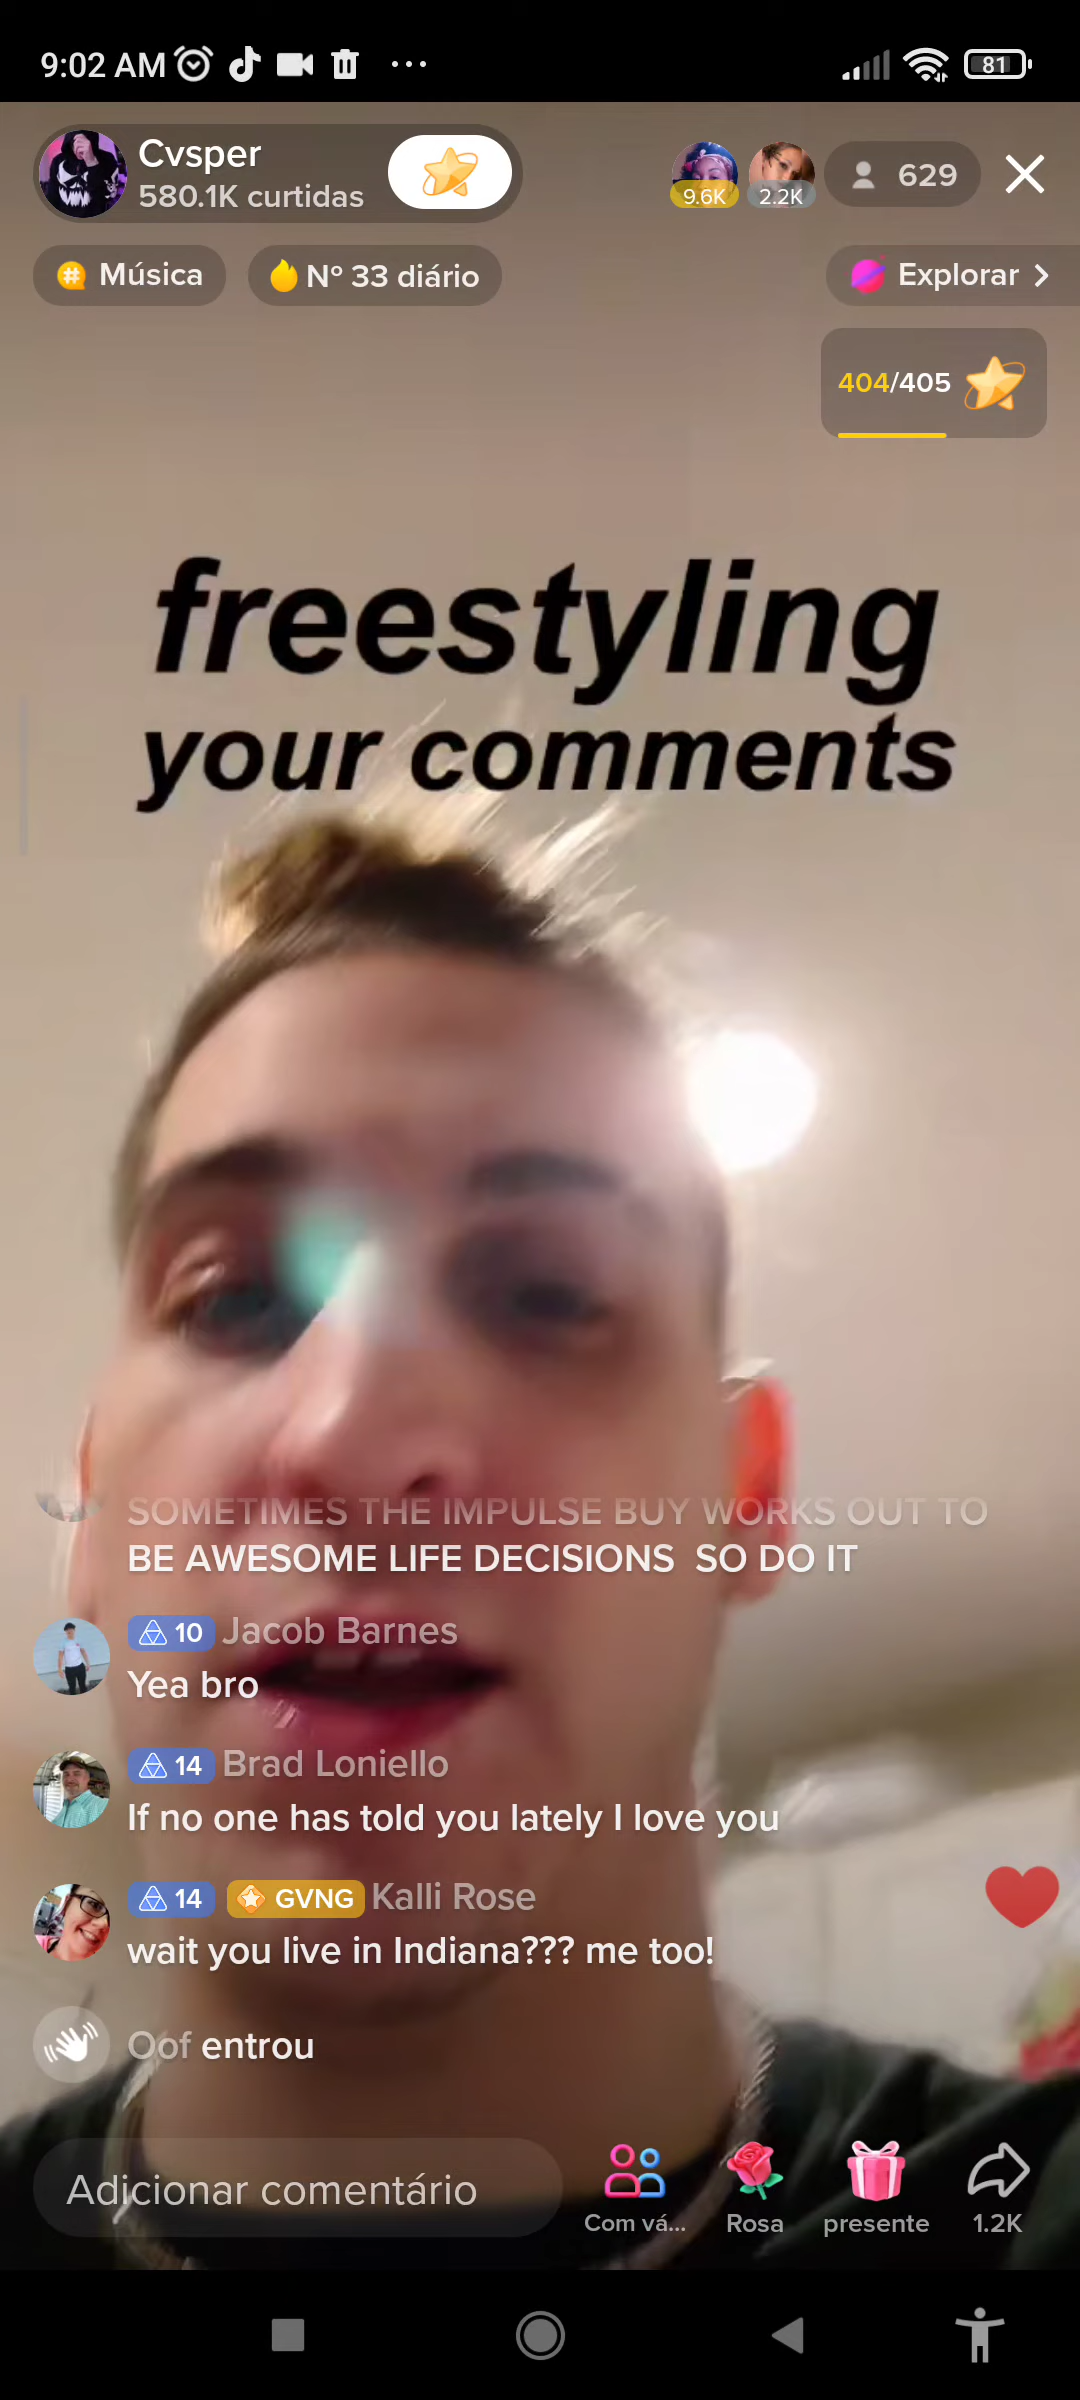 9:02 AM
81
Cvsper
580.1K curtidas
9.6K
2.2K
629
Música
Nº 33 diário
Explorar
404/405
freestyling
your comments
SOMETIMES THE IMPULSE BUY WORKS OUT TO
BE AWESOME LIFE DECISIONS SO DO IT
10 Jacob Barnes
Yea bro
14 Brad Loniello
If no one has told you lately I love you
14 GVNG Kalli Rose
wait you live in Indiana??? me too!
Oof entrou
Adicionar comentário
Com vá...
Rosa
presente
1.2K